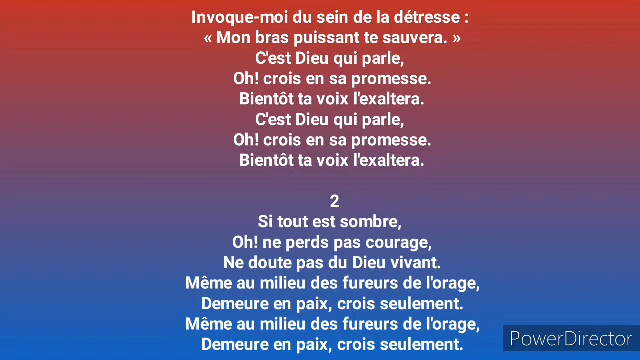 Invoque-moi du sein de la détresse :
« Mon bras puissant te sauvera. »
C'est Dieu qui parle,
Oh! crois en sa promesse.
Bientôt ta voix l'exaltera.
C'est Dieu qui parle,
Oh! crois en sa promesse.
Bientôt ta voix l'exaltera.
2
Si tout est sombre,
Oh! ne perds pas courage,
Ne doute pas du Dieu vivant.
Même au milieu des fureurs de l'orage,
Demeure en paix, crois seulement.
Même au milieu des fureurs de l'orage,
Demeure en paix, crois seulement.
PowerDirector